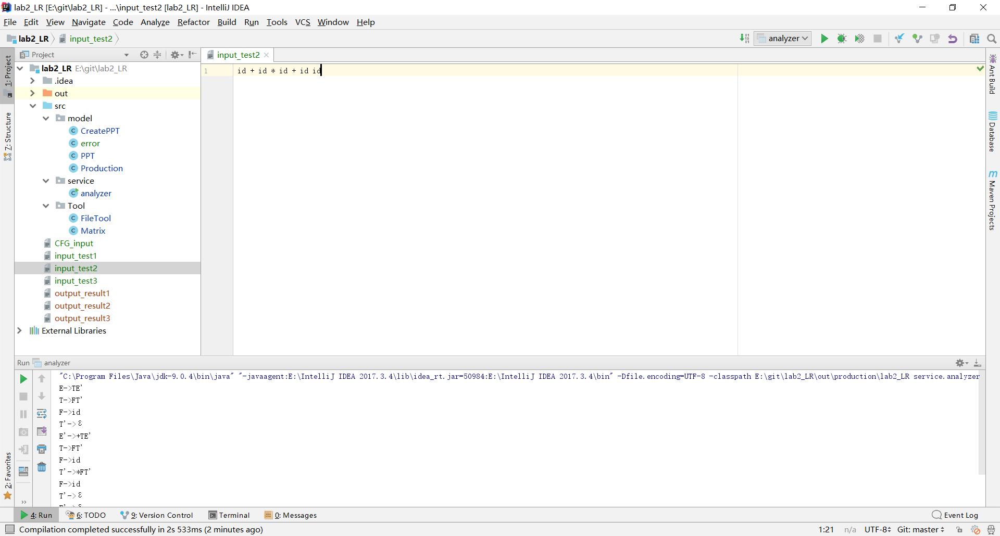 lab2_LR [E:\git\lab2_LR] - ...\input_test2 [lab2_LR] - IntelliJ IDEA
File Edit View Navigate Code Analyze Refactor Build Run Tools VCS Window Help
lab2_LR input_test2 analyzer
1: Project
Project
input_test2
lab2_LR E:\git\lab2_LR
1 id + id * id + id id
.idea
out
src
model
CreatePPT
error
PPT
Production
service
analyzer
Tool
FileTool
Matrix
CFG_input
input_test1
input_test2
input_test3
output_result1
output_result2
output_result3
External Libraries
7: Structure
2: Favorites
Ant Build
Database
Maven Projects
Run analyzer
"C:\Program Files\Java\jdk-9.0.4\bin\java" "-javaagent:E:\IntelliJ IDEA 2017.3.4\lib\idea_rt.jar=50984:E:\IntelliJ IDEA 2017.3.4\bin" -Dfile.encoding=UTF-8 -classpath E:\git\lab2_LR\out\production\lab2_LR service.analyzer
E->TE'
T->FT'
F->id
T'->ε
E'->+TE'
T->FT'
F->id
T'->*FT'
F->id
T'->ε
4: Run 6: TODO 9: Version Control Terminal 0: Messages Event Log
Compilation completed successfully in 2s 533ms (2 minutes ago) 1:21 n/a UTF-8 Git: master